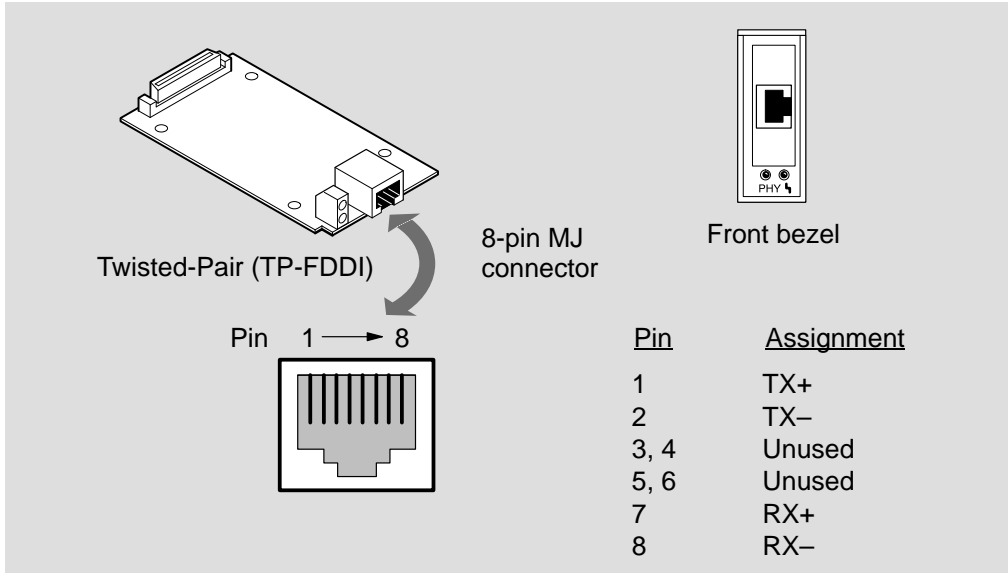 PHY
Front bezel
8-pin MJ
connector
Twisted-Pair (TP-FDDI)
Pin 1 8
Pin Assignment
1 TX+
2 TX–
3, 4 Unused
5, 6 Unused
7 RX+
8 RX–